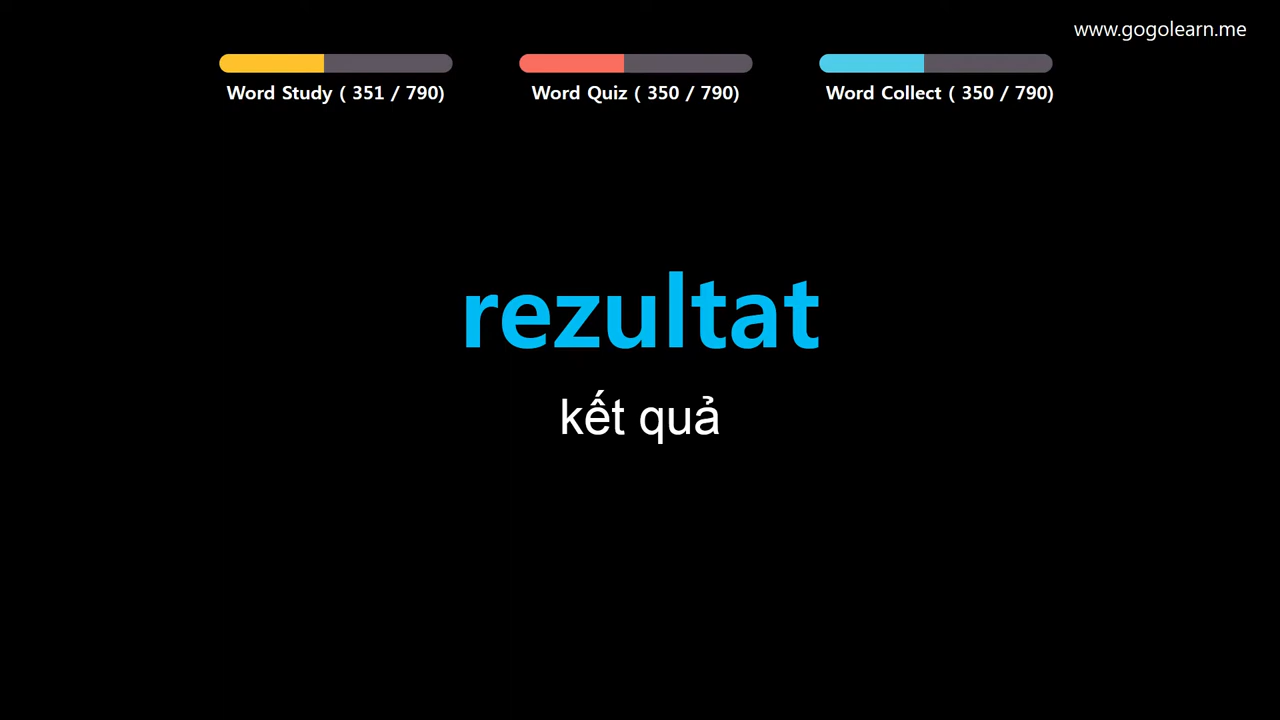 www.gogolearn.me
Word Study ( 351 / 790)
Word Quiz ( 350 / 790)
Word Collect ( 350 / 790)
rezultat
kết quả